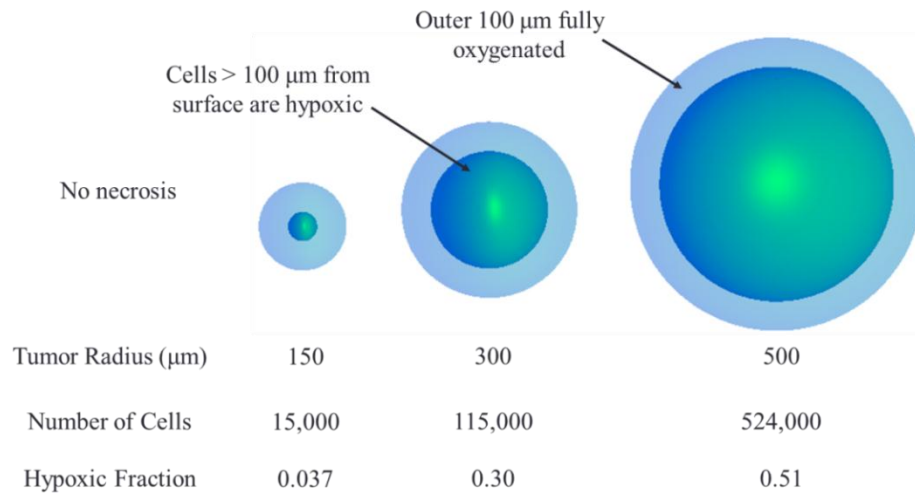 Outer 100 μm fully
oxygenated
Cells > 100 μm from
surface are hypoxic
No necrosis
Tumor Radius (μm) 150 300 500
Number of Cells 15,000 115,000 524,000
Hypoxic Fraction 0.037 0.30 0.51